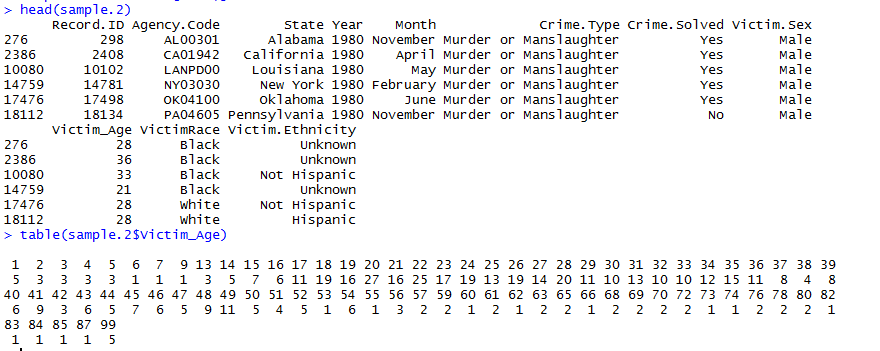 > head(sample.2)
Record.ID Agency.Code State Year Month Crime.Type Crime.Solved Victim.Sex
276 298 AL00301 Alabama 1980 November Murder or Manslaughter Yes Male
2386 2408 CA01942 California 1980 April Murder or Manslaughter Yes Male
10080 10102 LANPD00 Louisiana 1980 May Murder or Manslaughter Yes Male
14759 14781 NY03030 New York 1980 February Murder or Manslaughter Yes Male
17476 17498 OK04100 Oklahoma 1980 June Murder or Manslaughter Yes Male
18112 18134 PA04605 Pennsylvania 1980 November Murder or Manslaughter No Male
Victim_Age VictimRace Victim.Ethnicity
276 28 Black Unknown
2386 36 Black Unknown
10080 33 Black Not Hispanic
14759 21 Black Unknown
17476 28 White Not Hispanic
18112 28 White Hispanic
> table(sample.2$Victim_Age)
1 2 3 4 5 6 7 9 13 14 15 16 17 18 19 20 21 22 23 24 25 26 27 28 29 30 31 32 33 34 35 36 37 38 39
5 3 3 3 3 1 1 1 3 5 7 6 11 19 16 27 16 25 17 19 13 19 14 20 11 10 13 10 10 12 15 11 8 4 8
40 41 42 43 44 45 46 47 48 49 50 51 52 53 54 55 56 57 59 60 61 62 63 65 66 68 69 70 72 73 74 76 78 80 82
6 9 3 6 5 7 6 5 9 11 5 4 5 1 6 1 3 2 2 1 2 1 2 2 2 2 2 2 2 1 1 2 2 2 1
83 84 85 87 99
1 1 1 1 5